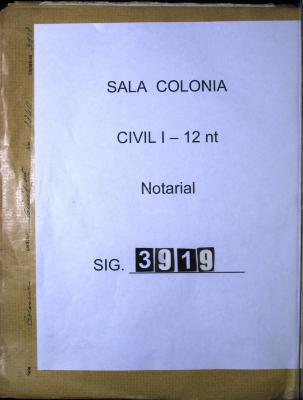 SALA COLONIA
CIVIL I – 12 nt
Notarial
SIG. 3919